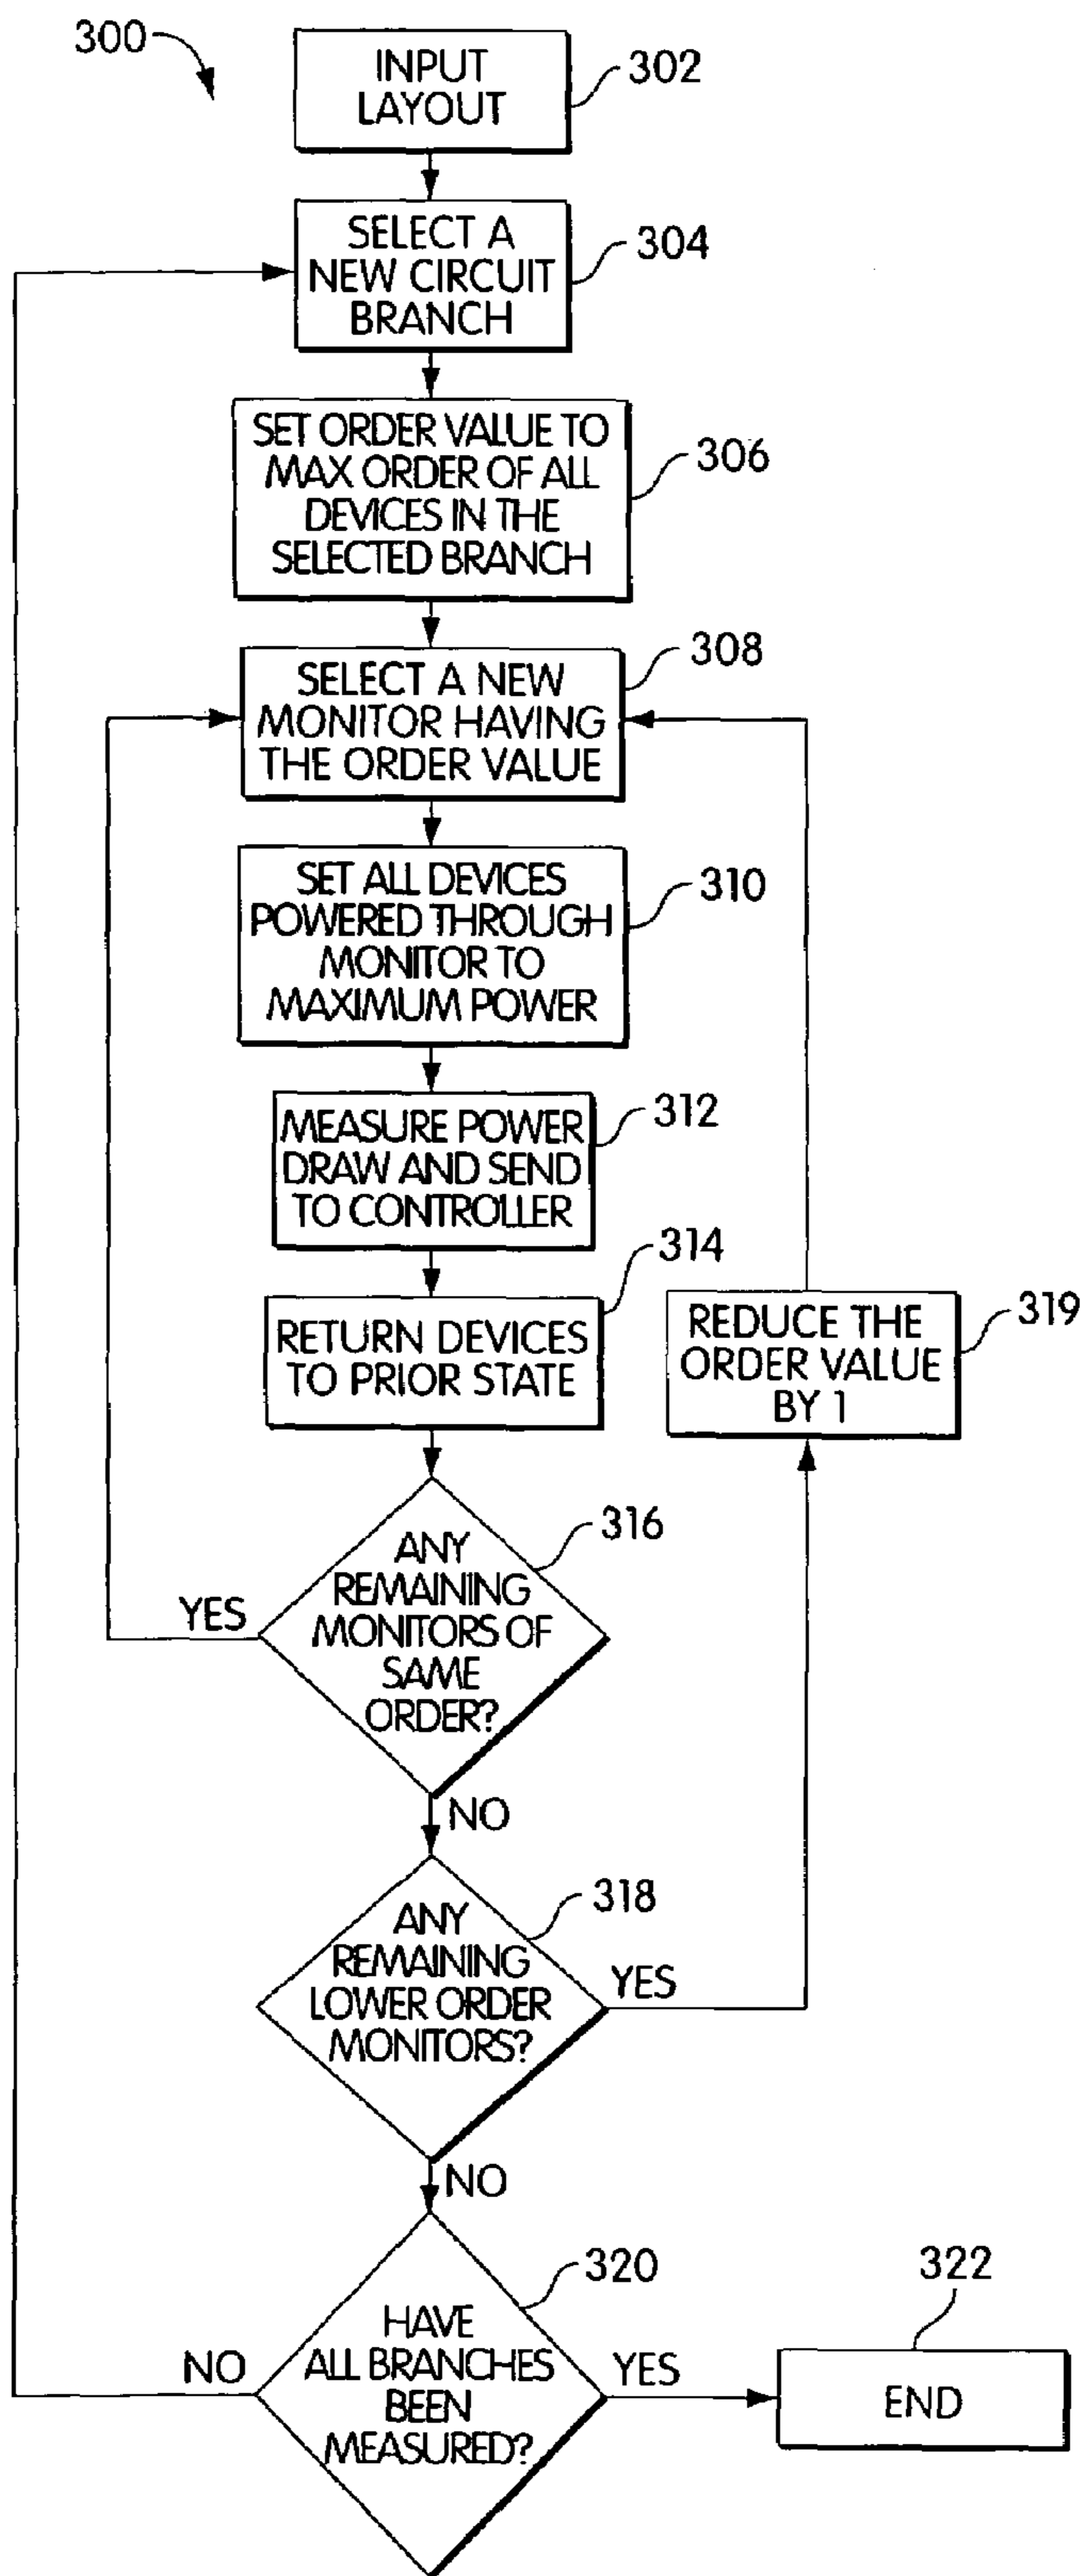 300
INPUT
LAYOUT
302
SELECT A
NEW CIRCUIT
BRANCH
304
SET ORDER VALUE TO
MAX ORDER OF ALL
DEVICES IN THE
SELECTED BRANCH
306
SELECT A NEW
MONITOR HAVING
THE ORDER VALUE
308
SET ALL DEVICES
POWERED THROUGH
MONITOR TO
MAXIMUM POWER
310
MEASURE POWER
DRAW AND SEND
TO CONTROLLER
312
RETURN DEVICES
TO PRIOR STATE
314
REDUCE THE
ORDER VALUE
BY 1
319
ANY
REMAINING
MONITORS OF
SAME
ORDER?
316
YES
NO
ANY
REMAINING
LOWER ORDER
MONITORS?
318
YES
NO
HAVE
ALL BRANCHES
BEEN
MEASURED?
320
NO
YES
END
322